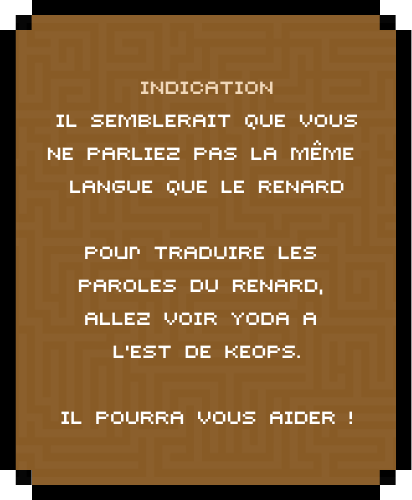 INDICATION
IL SEMBLERAIT QUE VOUS
NE PARLIEZ PAS LA MÊME
LANGUE QUE LE RENARD
POUR TRADUIRE LES
PAROLES DU RENARD,
ALLEZ VOIR YODA A
L'EST DE KEOPS.
IL POURRA VOUS AIDER !